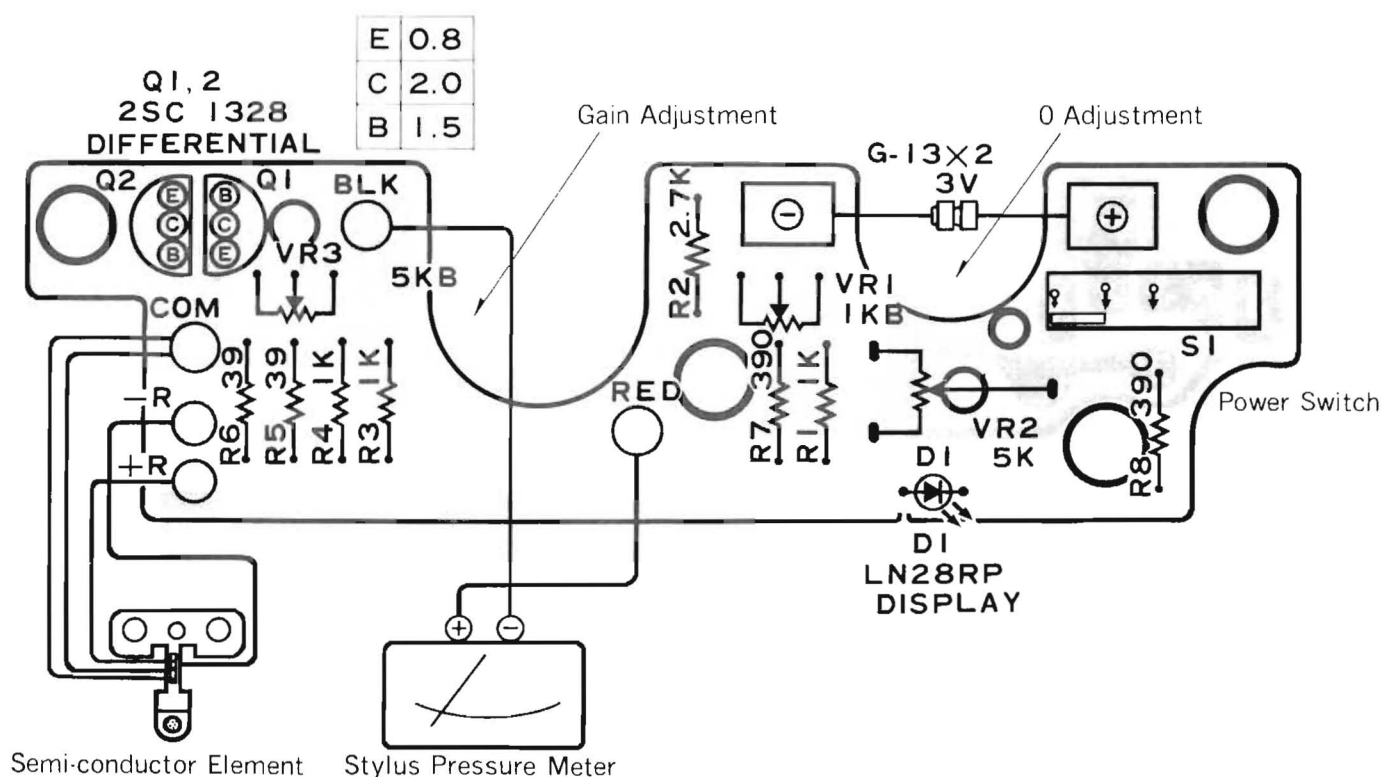 E 0.8
C 2.0
B 1.5
Q1, 2
2SC 1328
DIFFERENTIAL
Gain Adjustment
0 Adjustment
G-13×2
3V
Q2
Q1
BLK
E
C
B
B
C
E
VR3
5KB
R2 2.7K
−
+
VR1
1KB
COM
−R
+R
R6 39
R5 39
R4 1K
R3 1K
RED
R7 390
R1 1K
VR2
5K
S1
Power Switch
R8 390
D1
D1
LN28RP
DISPLAY
+
−
Semi-conductor Element
Stylus Pressure Meter